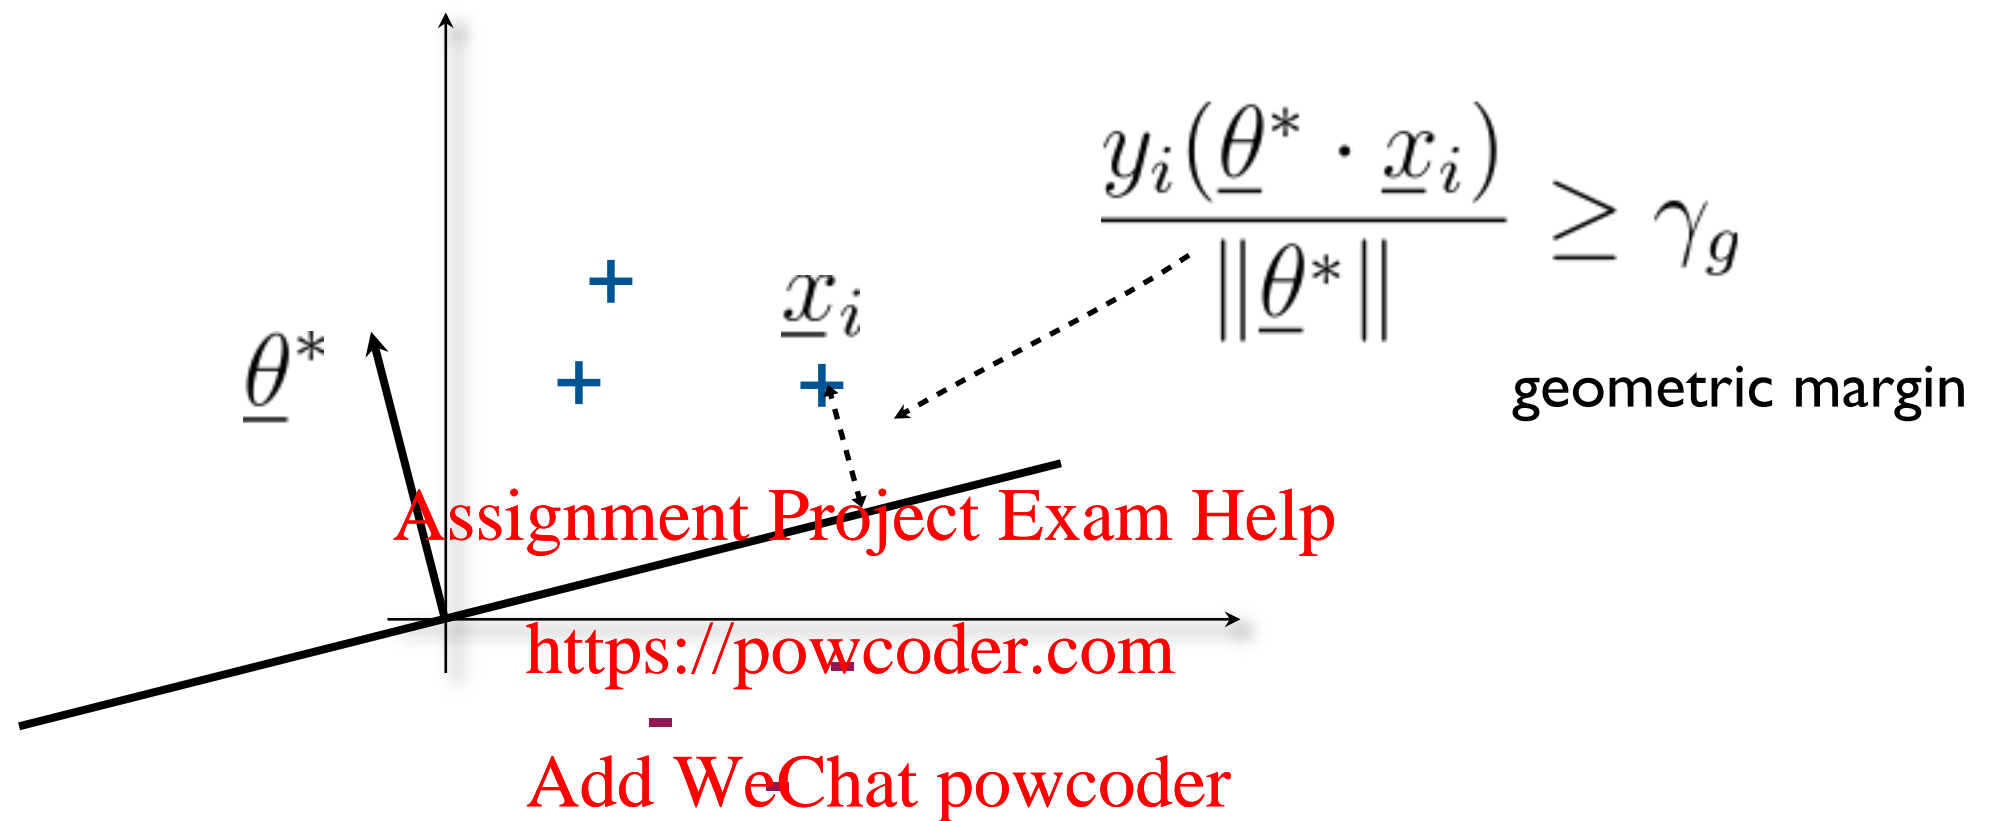 y_i(θ* · x_i)
≥ γ_g
||θ*||
+
x_i
θ*
geometric margin
+ +
Assignment Project Exam Help
https://powcoder.com
-
-
Add WeChat powcoder
-